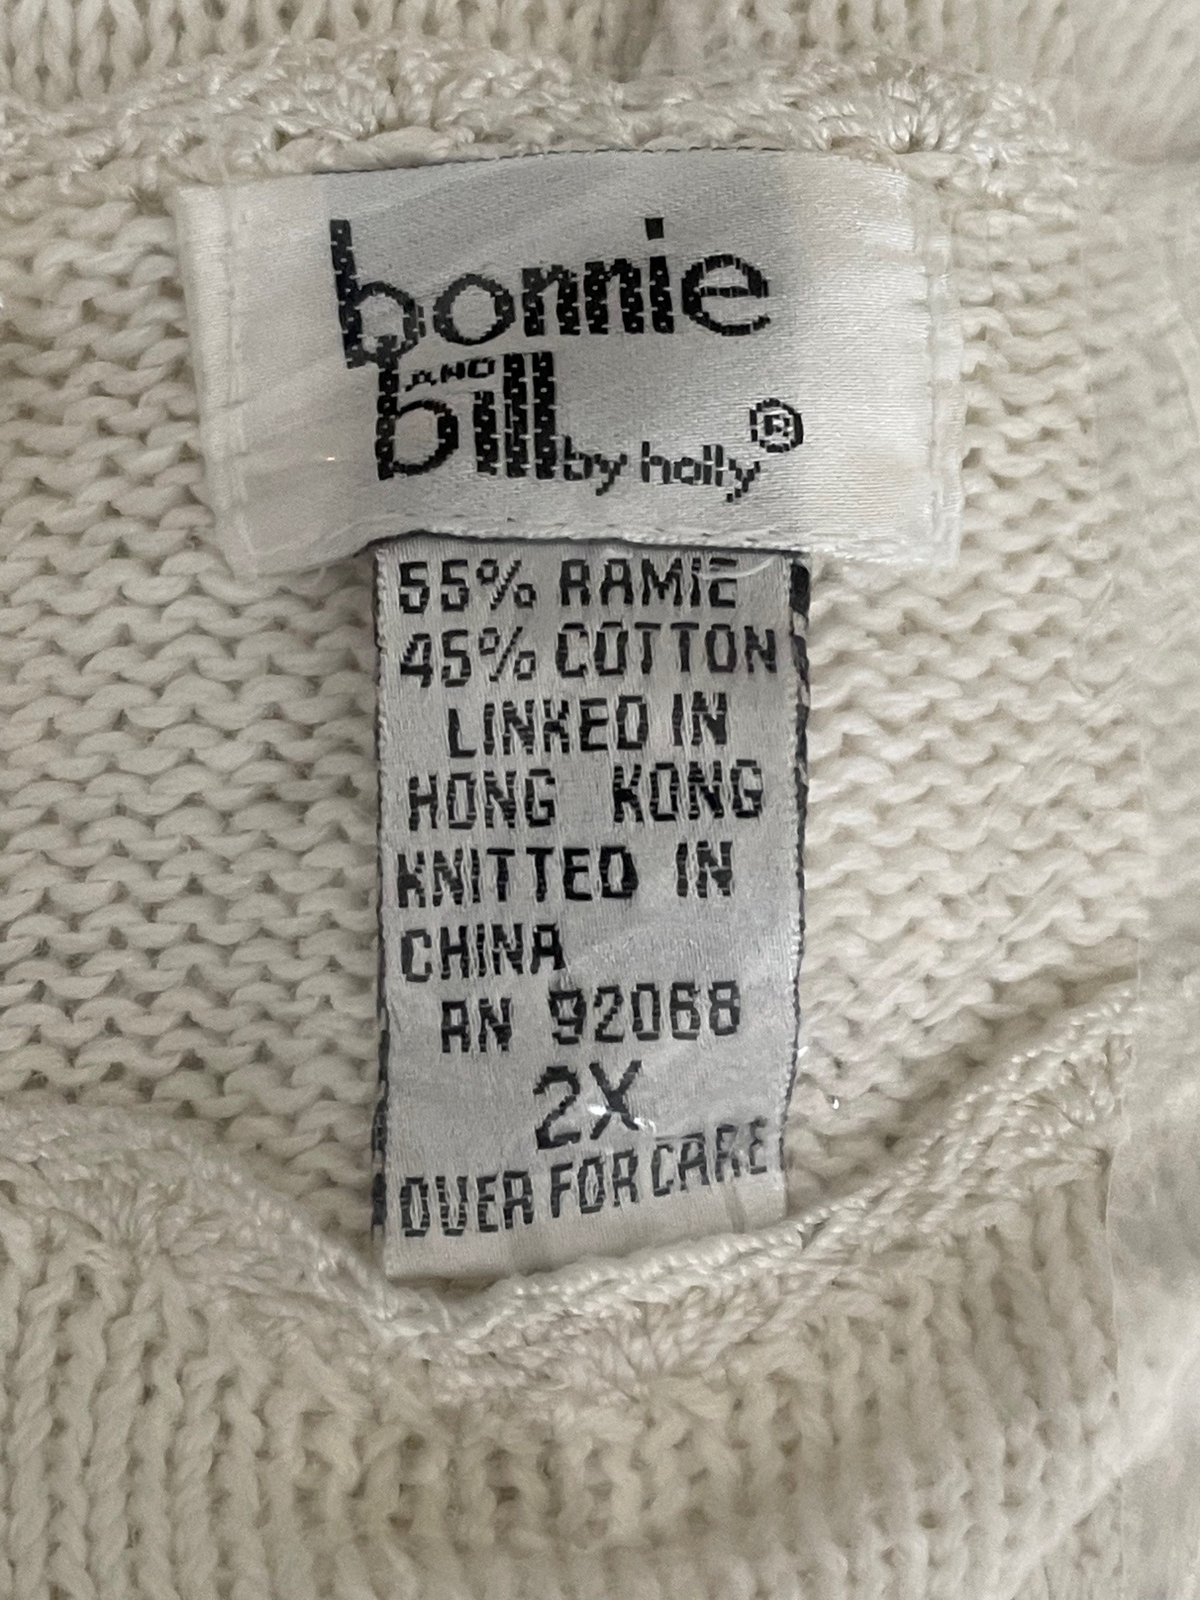 bonnie
AND
bill by holly®
55% RAMIE
45% COTTON
LINKED IN
HONG KONG
KNITTED IN
CHINA
RN 92068
2X
OVER FOR CARE